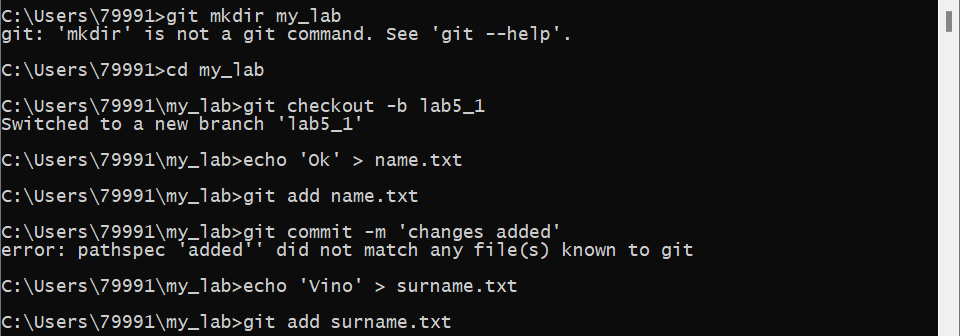 C:\Users\79991>git mkdir my_lab
git: 'mkdir' is not a git command. See 'git --help'.
C:\Users\79991>cd my_lab
C:\Users\79991\my_lab>git checkout -b lab5_1
Switched to a new branch 'lab5_1'
C:\Users\79991\my_lab>echo 'Ok' > name.txt
C:\Users\79991\my_lab>git add name.txt
C:\Users\79991\my_lab>git commit -m 'changes added'
error: pathspec 'added'' did not match any file(s) known to git
C:\Users\79991\my_lab>echo 'Vino' > surname.txt
C:\Users\79991\my_lab>git add surname.txt